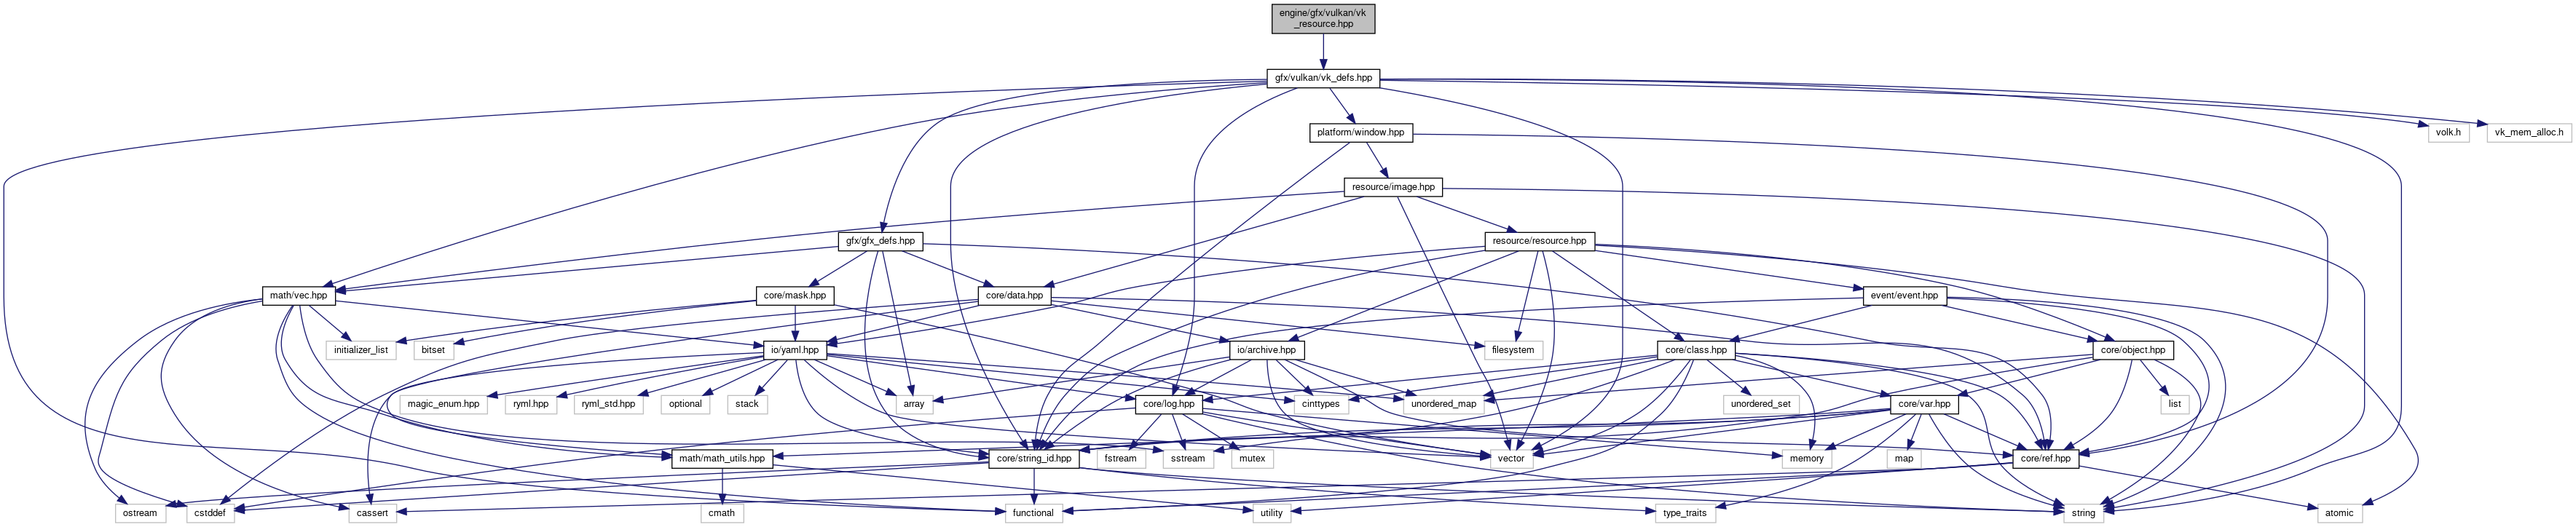 engine/gfx/vulkan/vk
_resource.hpp
gfx/vulkan/vk_defs.hpp
platform/window.hpp
volk.h
vk_mem_alloc.h
resource/image.hpp
gfx/gfx_defs.hpp
resource/resource.hpp
math/vec.hpp
core/mask.hpp
core/data.hpp
event/event.hpp
initializer_list
bitset
io/yaml.hpp
io/archive.hpp
filesystem
core/class.hpp
core/object.hpp
magic_enum.hpp
ryml.hpp
ryml_std.hpp
optional
stack
array
core/log.hpp
cinttypes
unordered_map
unordered_set
core/var.hpp
list
math/math_utils.hpp
core/string_id.hpp
fstream
sstream
mutex
vector
memory
map
core/ref.hpp
ostream
cstddef
cassert
cmath
functional
utility
type_traits
string
atomic